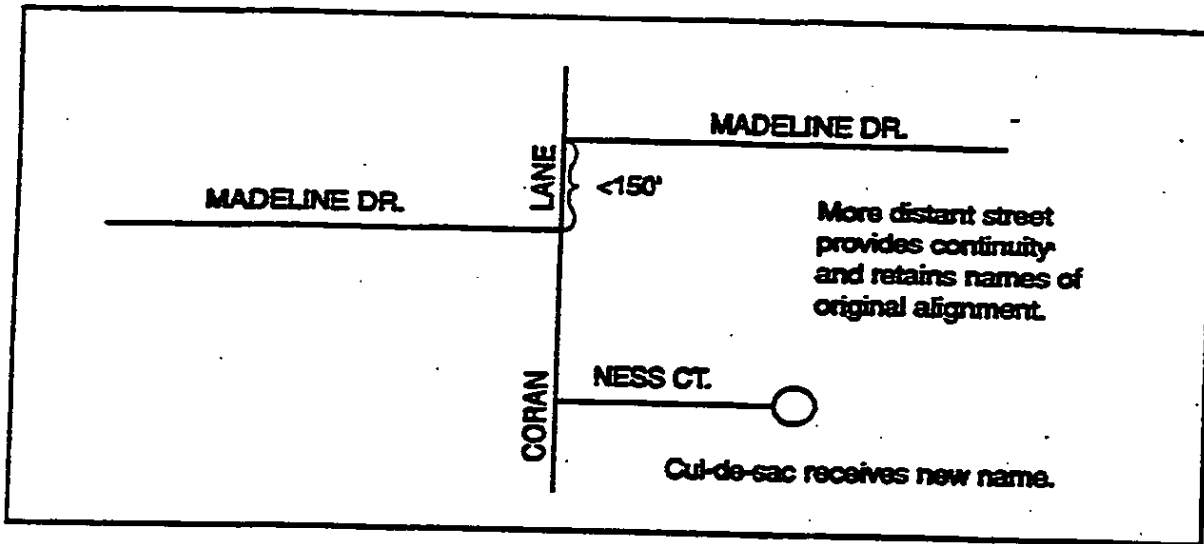 MADELINE DR.
MADELINE DR.
LANE
<150'
More distant street
provides continuity
and retains names of
original alignment.
CORAN
NESS CT.
Cul-de-sac receives new name.